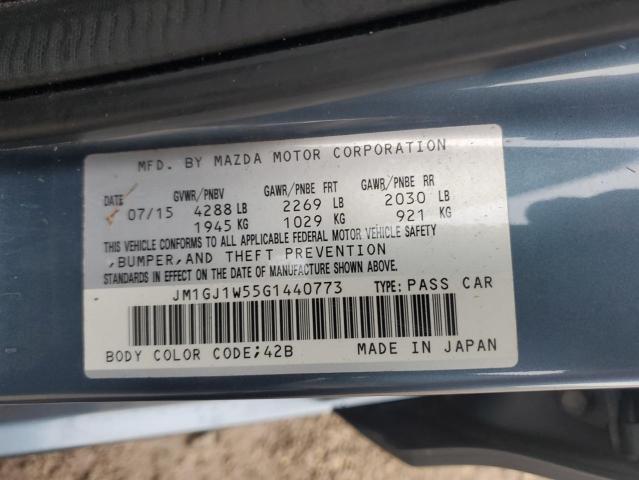 MFD. BY MAZDA MOTOR CORPORATION
DATE GVWR/PNBV GAWR/PNBE FRT GAWR/PNBE RR
07/15 4288 LB 2269 LB 2030 LB
1945 KG 1029 KG 921 KG
THIS VEHICLE CONFORMS TO ALL APPLICABLE FEDERAL MOTOR VEHICLE SAFETY
,BUMPER,AND THEFT PREVENTION
STANDARDS IN EFFECT ON THE DATE OF MANUFACTURE SHOWN ABOVE.
JM1GJ1W55G1440773 TYPE: PASS CAR
BODY COLOR CODE;42B MADE IN JAPAN